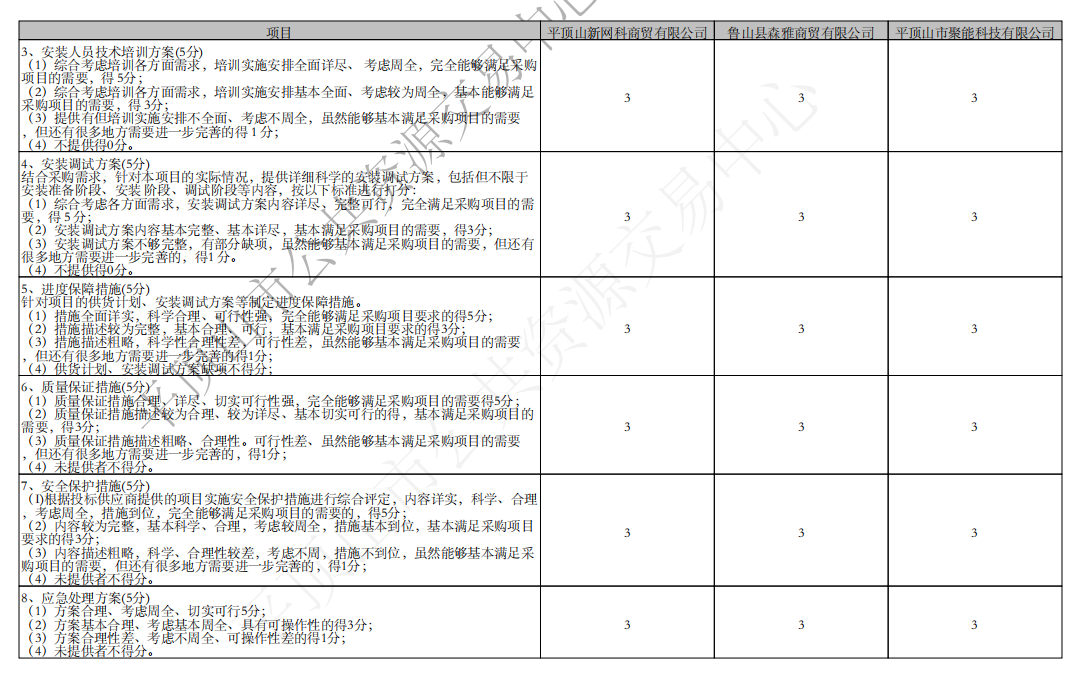 项目 平顶山新网科商贸有限公司 鲁山县森雅商贸有限公司 平顶山市聚能科技有限公司
3、安装人员技术培训方案(5分)
（1）综合考虑培训各方面需求，培训实施安排全面详尽、 考虑周全，完全能够满足采购
项目的需要，得 5分；
（2）综合考虑培训各方面需求，培训实施安排基本全面、考虑较为周全，基本能够满足
采购项目的需要，得 3分；
（3）提供有但培训实施安排不全面、考虑不周全，虽然能够基本满足采购项目的需要
，但还有很多地方需要进一步完善的得 1 分；
（4）不提供得0分。
3 3 3
4、安装调试方案(5分)
结合采购需求，针对本项目的实际情况，提供详细科学的安装调试方案，包括但不限于
安装准备阶段、安装 阶段、调试阶段等内容，按以下标准进行打分：
（1）综合考虑各方面需求，安装调试方案内容详尽、完整可行，完全满足采购项目的需
要，得 5 分；
（2）安装调试方案内容基本完整、基本详尽，基本满足采购项目的需要，得3分；
（3）安装调试方案不够完整，有部分缺项，虽然能够基本满足采购项目的需要，但还有
很多地方需要进一步完善的，得1 分。
（4）不提供得0分。
3 3 3
5、进度保障措施(5分)
针对项目的供货计划、安装调试方案等制定进度保障措施。
（1）措施全面详实，科学合理、可行性强，完全能够满足采购项目要求的得5分；
（2）措施描述较为完整，基本合理、可行，基本满足采购项目要求的得3分；
（3）措施描述粗略，科学性合理性差，可行性差，虽然能够基本满足采购项目的需要
，但还有很多地方需要进一步完善的得1分；
（4）供货计划、安装调试方案缺项不得分；
3 3 3
6、质量保证措施(5分)
（1）质量保证措施合理、详尽、切实可行性强，完全能够满足采购项目的需要得5分；
（2）质量保证措施描述较为合理、较为详尽、基本切实可行的得，基本满足采购项目的
需要，得3分；
（3）质量保证措施描述粗略、合理性。可行性差、虽然能够基本满足采购项目的需要
，但还有很多地方需要进一步完善的，得1分；
（4）未提供者不得分。
3 3 3
7、安全保护措施(5分)
（I)根据投标供应商提供的项目实施安全保护措施进行综合评定，内容详实，科学、合理
，考虑周全，措施到位，完全能够满足采购项目的需要的，得5分；
（2）内容较为完整，基本科学、合理，考虑较周全，措施基本到位，基本满足采购项目
要求的得3分；
（3）内容描述粗略，科学、合理性较差，考虑不周，措施不到位，虽然能够基本满足采
购项目的需要，但还有很多地方需要进一步完善的，得1分；
（4）未提供者不得分。
3 3 3
8、应急处理方案(5分)
（1）方案合理、考虑周全、切实可行5分；
（2）方案基本合理、考虑基本周全、具有可操作性的得3分；
（3）方案合理性差、考虑不周全、可操作性差的得1分；
（4）未提供者不得分。
3 3 3
平顶山市公共资源交易中心
平顶山市公共资源交易中心